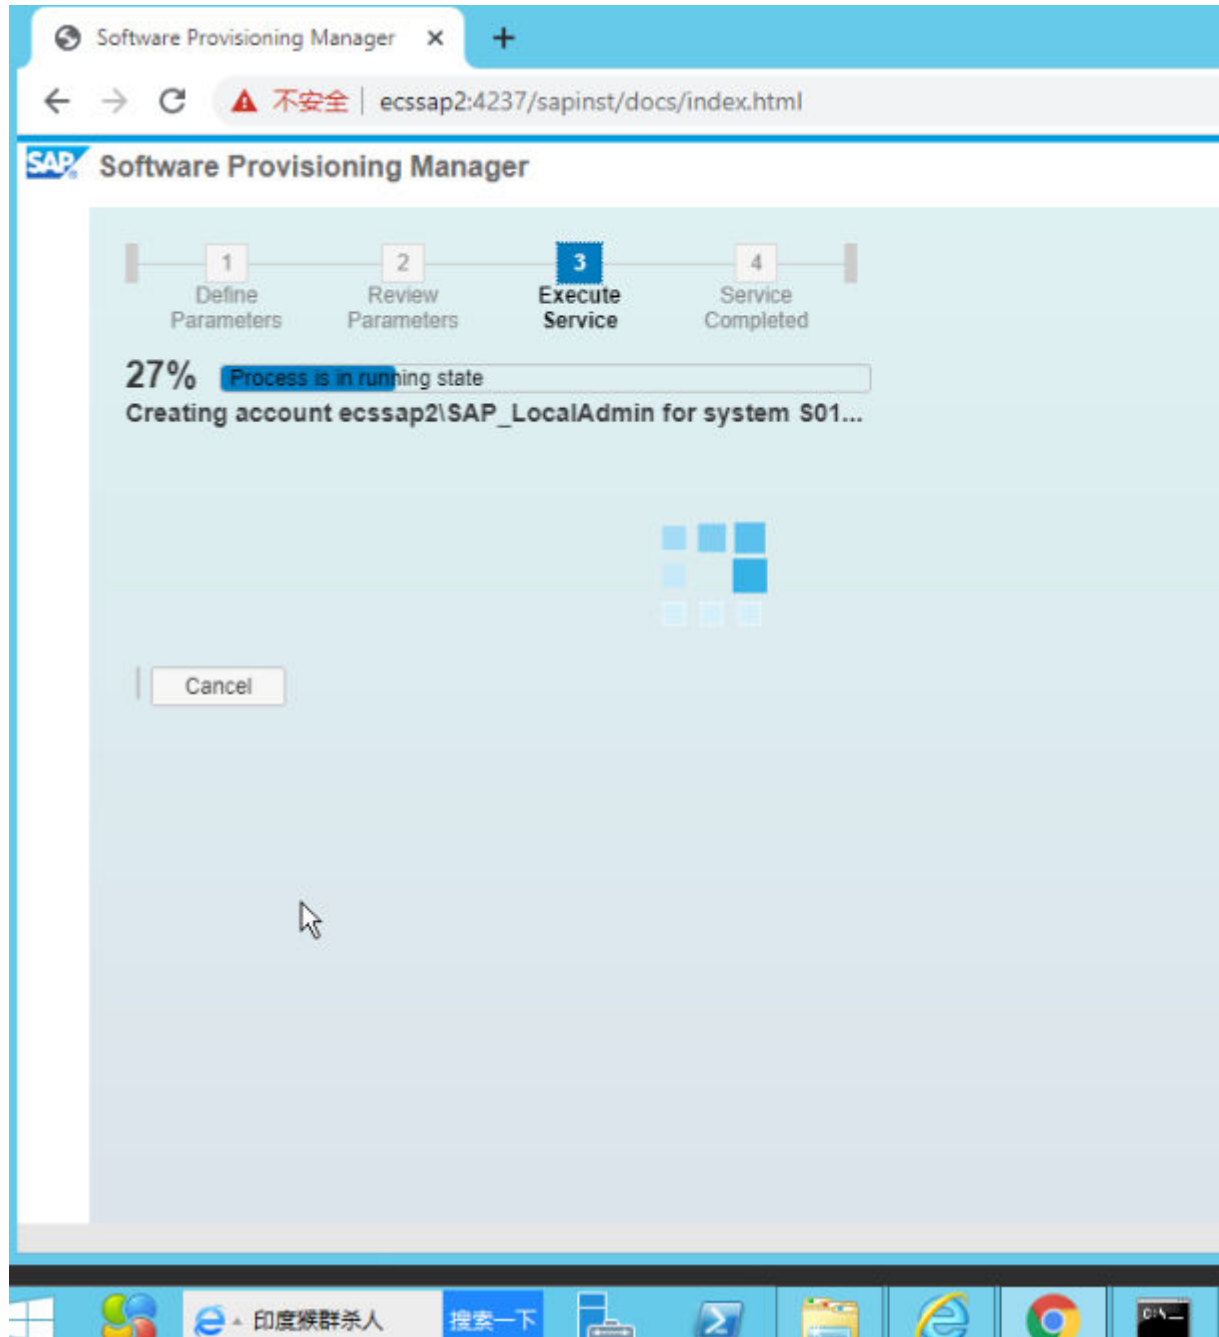 Software Provisioning Manager
不安全 ecssap2:4237/sapinst/docs/index.html
SAP Software Provisioning Manager
1 2 3 4
Define Review Execute Service
Parameters Parameters Service Completed
27% Process is in running state
Creating account ecssap2\SAP_LocalAdmin for system S01...
Cancel
印度猴群杀人 搜索一下
C:\_